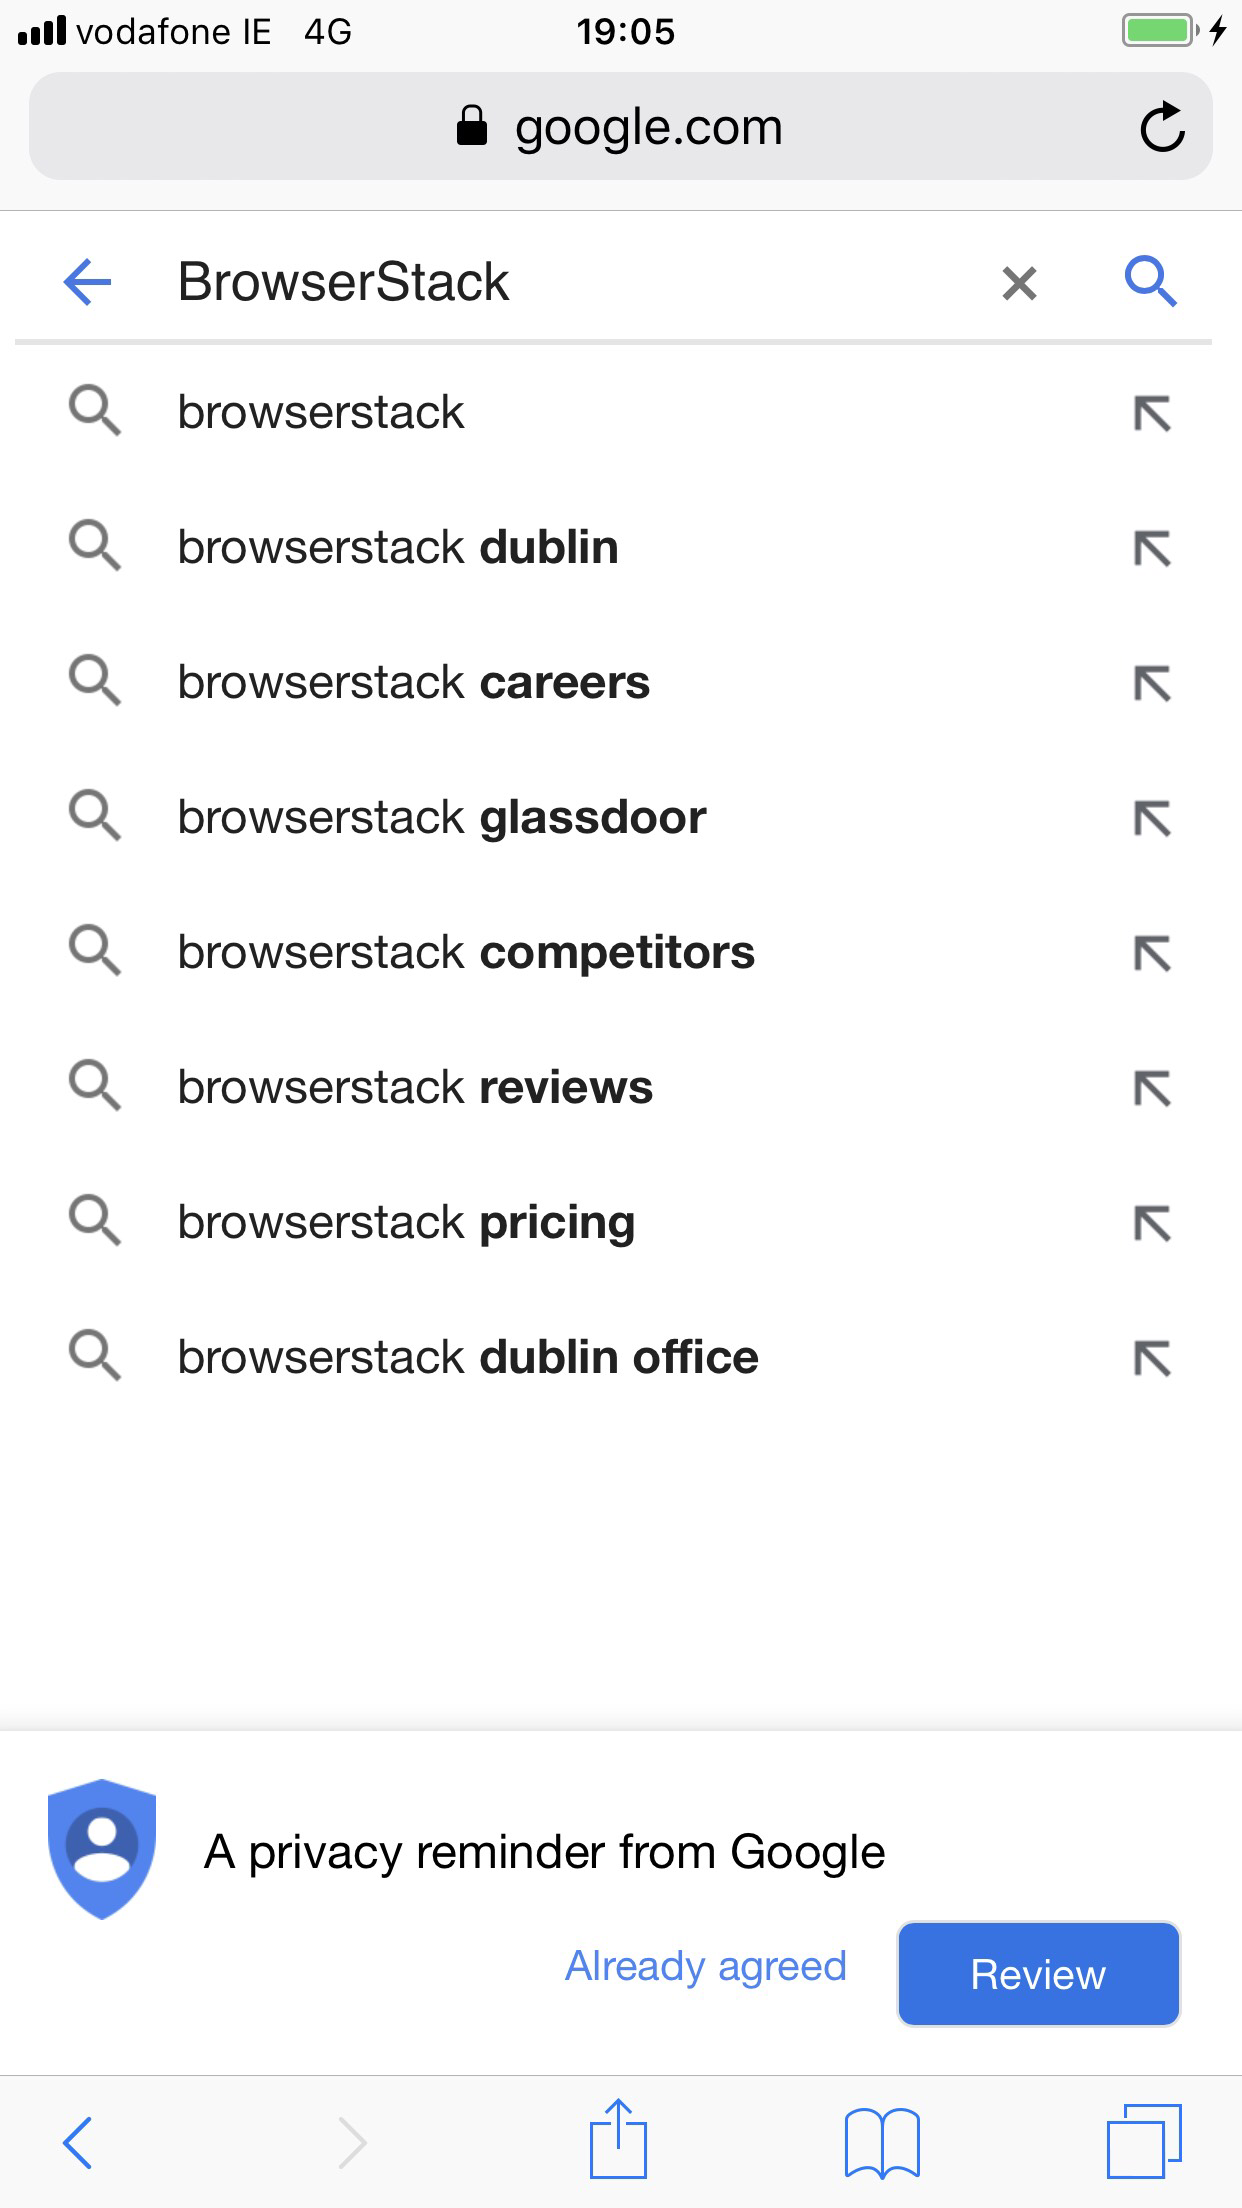 vodafone IE 4G 19:05
google.com
BrowserStack
browserstack
browserstack dublin
browserstack careers
browserstack glassdoor
browserstack competitors
browserstack reviews
browserstack pricing
browserstack dublin office
A privacy reminder from Google
Already agreed Review